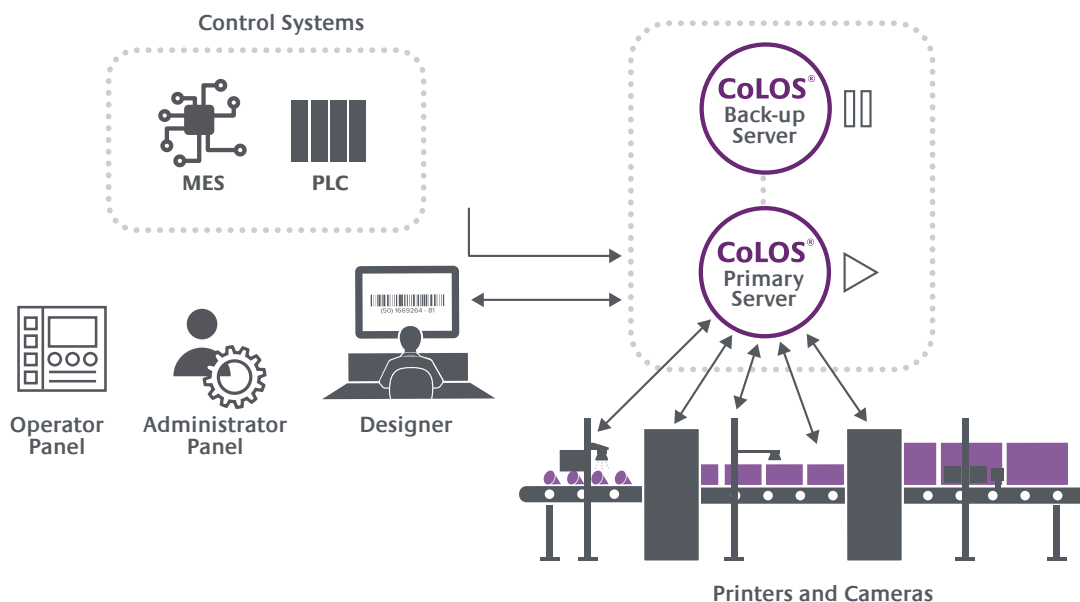 Control Systems
MES
PLC
CoLOS®
Back-up
Server
CoLOS®
Primary
Server
(50) 1669264 - 81
Operator
Panel
Administrator
Panel
Designer
Printers and Cameras